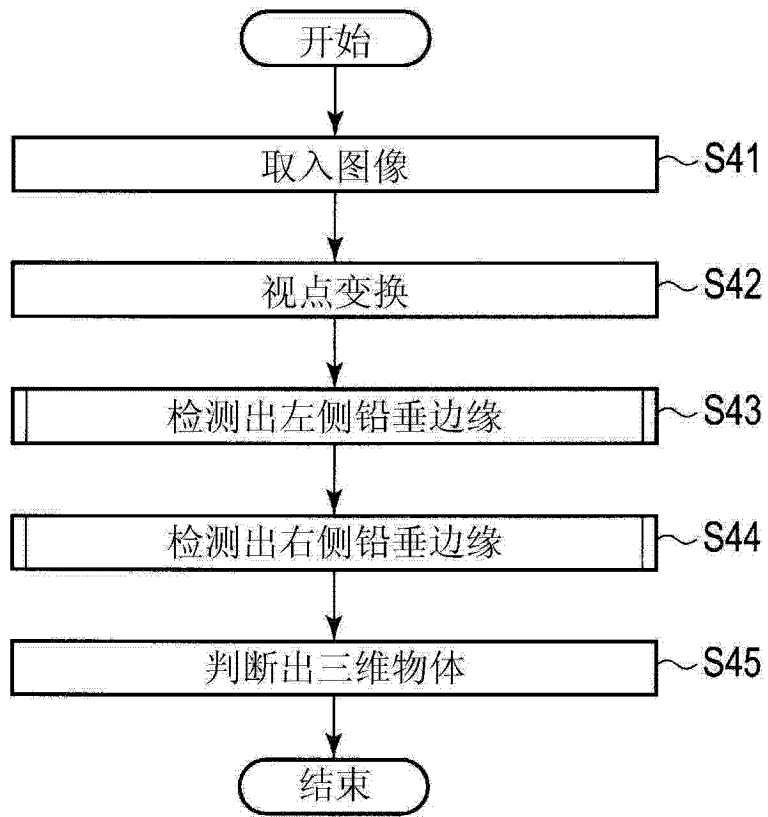 开始
取入图像
S41
视点变换
S42
检测出左侧铅垂边缘
S43
检测出右侧铅垂边缘
S44
判断出三维物体
S45
结束